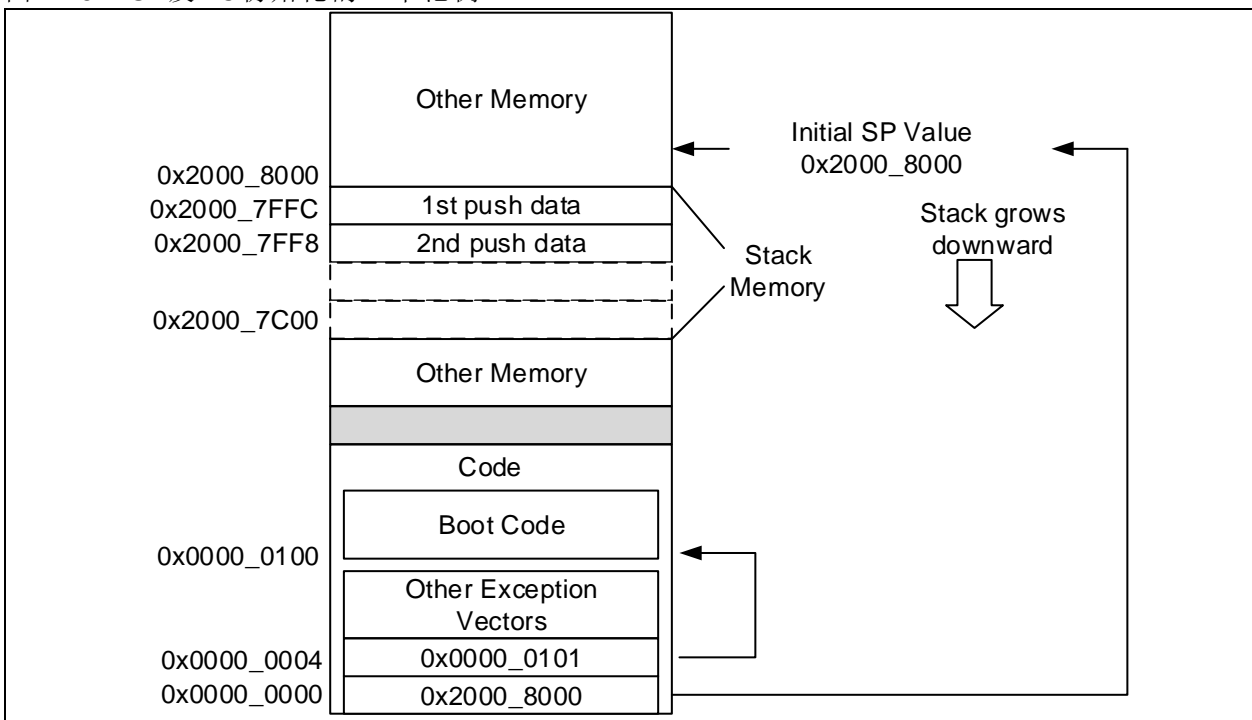 Other Memory
Initial SP Value
0x2000_8000
0x2000_8000
0x2000_7FFC
1st push data
Stack grows
downward
0x2000_7FF8
2nd push data
Stack
Memory
0x2000_7C00
Other Memory
Code
Boot Code
0x0000_0100
Other Exception
Vectors
0x0000_0004
0x0000_0101
0x0000_0000
0x2000_8000